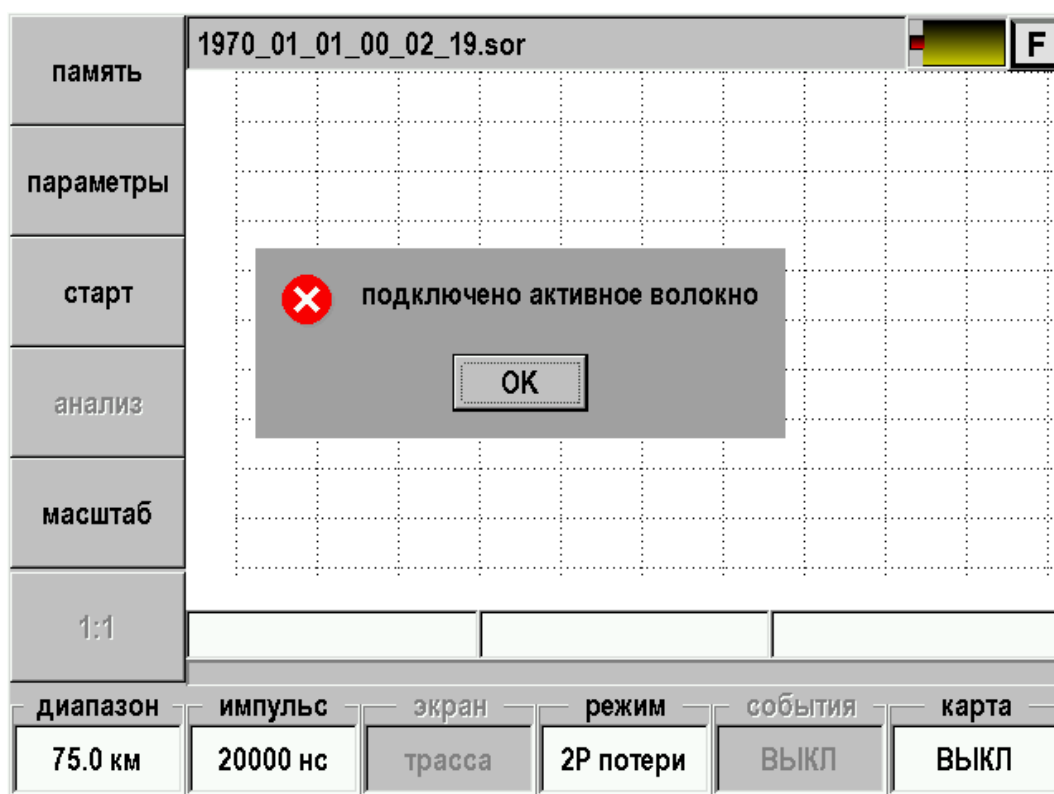 1970_01_01_00_02_19.sor
F
память
параметры
старт
анализ
масштаб
1:1
подключено активное волокно
OK
диапазон
75.0 км
импульс
20000 нс
экран
трасса
режим
2Р потери
события
ВЫКЛ
карта
ВЫКЛ